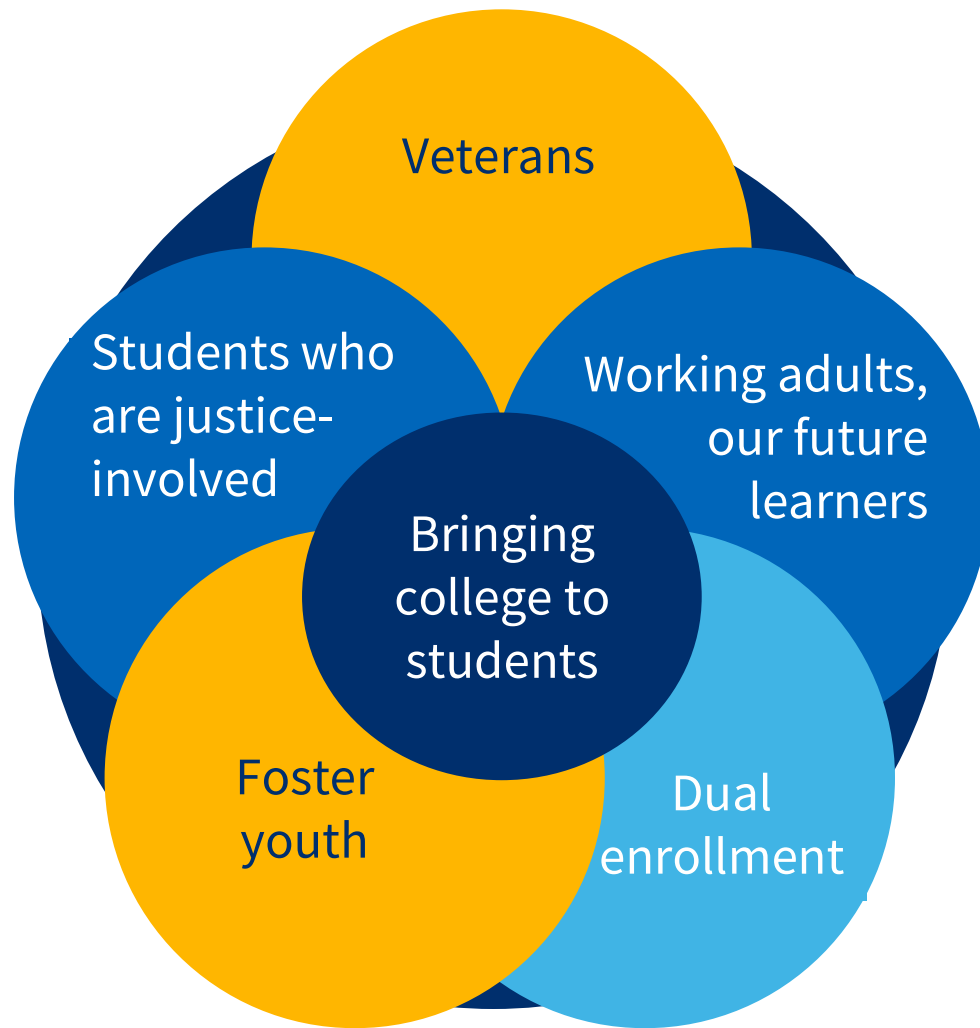 Veterans
Students who
are justice-
involved
Working adults,
our future
learners
Bringing
college to
students
Foster
youth
Dual
enrollment